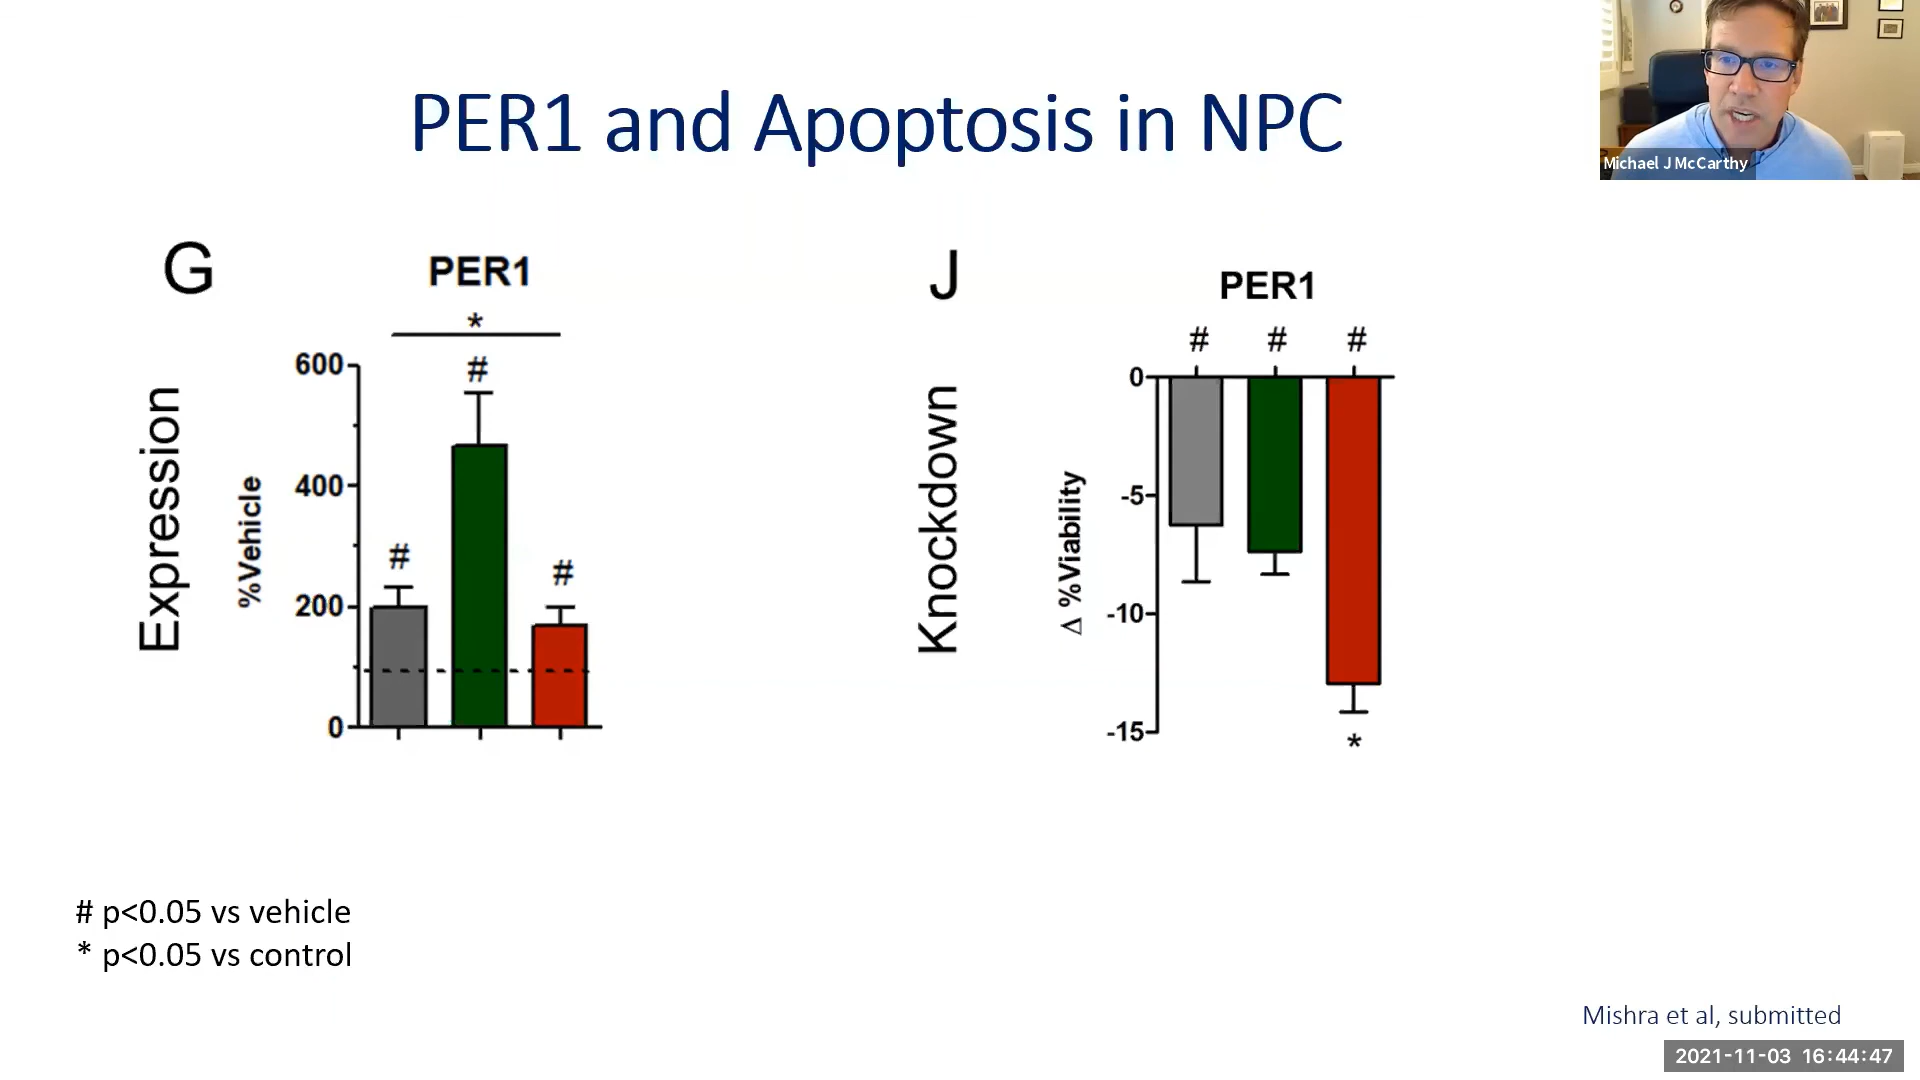 PER1 and Apoptosis in NPC
Michael J McCarthy
G
PER1
*
#
#
#
Expression
%Vehicle
600
400
200
0
J
PER1
# # #
Knockdown
Δ %Viability
0
-5
-10
-15
*
# p<0.05 vs vehicle
* p<0.05 vs control
Mishra et al, submitted
2021-11-03 16:44:47